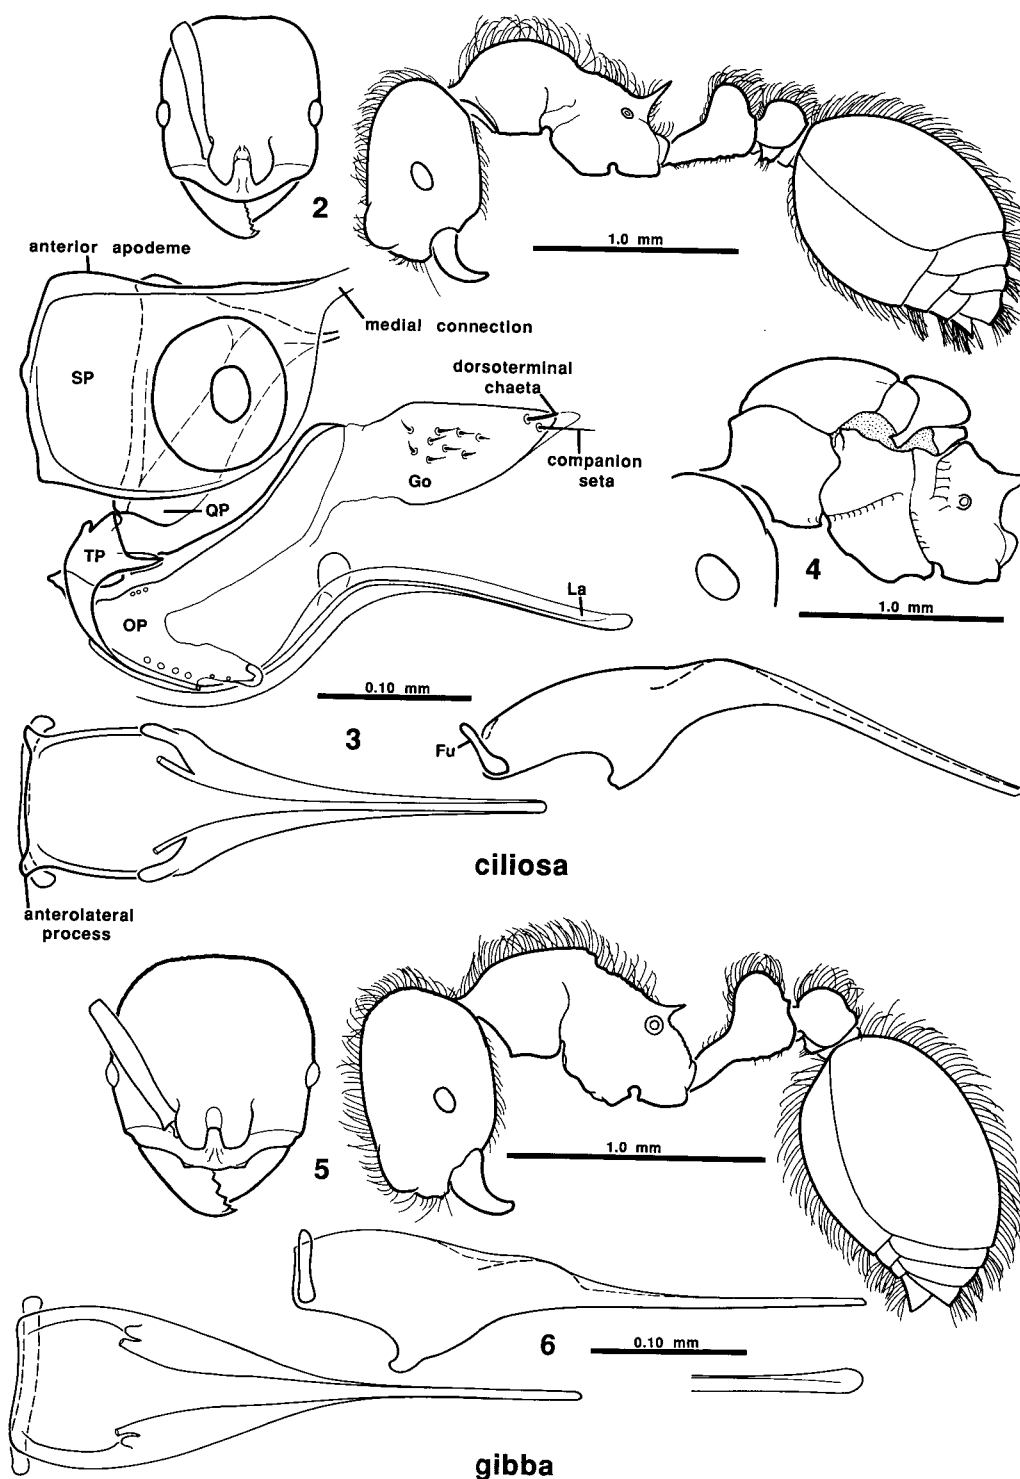 2
1.0 mm
anterior apodeme
medial connection
SP
dorsoterminal
chaeta
companion
seta
Go
QP
TP
OP
La
4
1.0 mm
0.10 mm
3
Fu
ciliosa
anterolateral
process
5
1.0 mm
6
0.10 mm
gibba